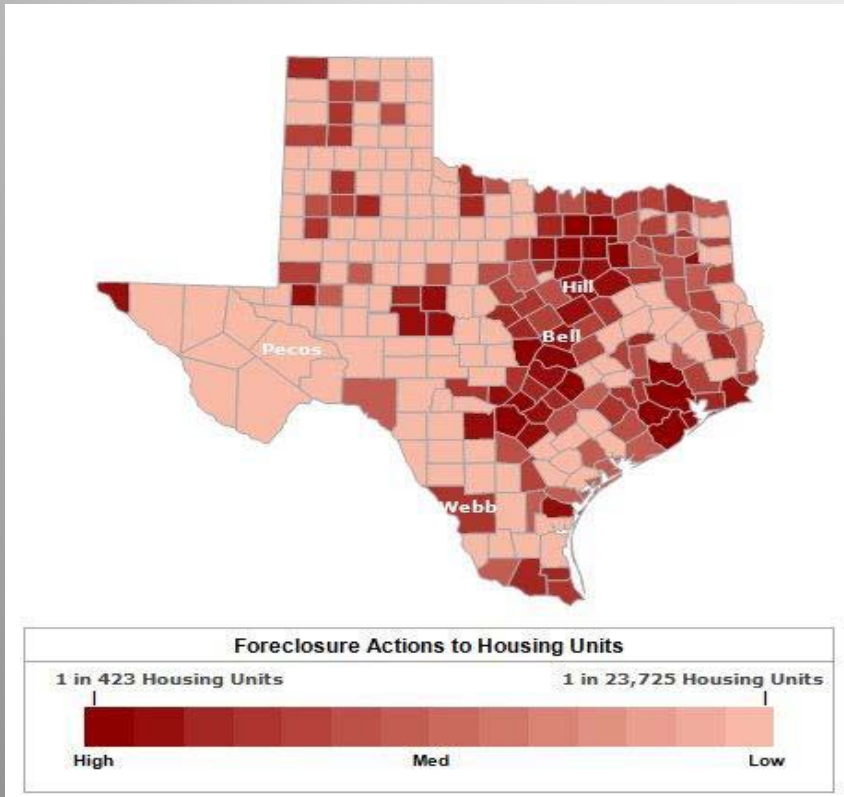 Hill
Bell
Pecos
Webb
Foreclosure Actions to Housing Units
1 in 423 Housing Units 1 in 23,725 Housing Units
High Med Low